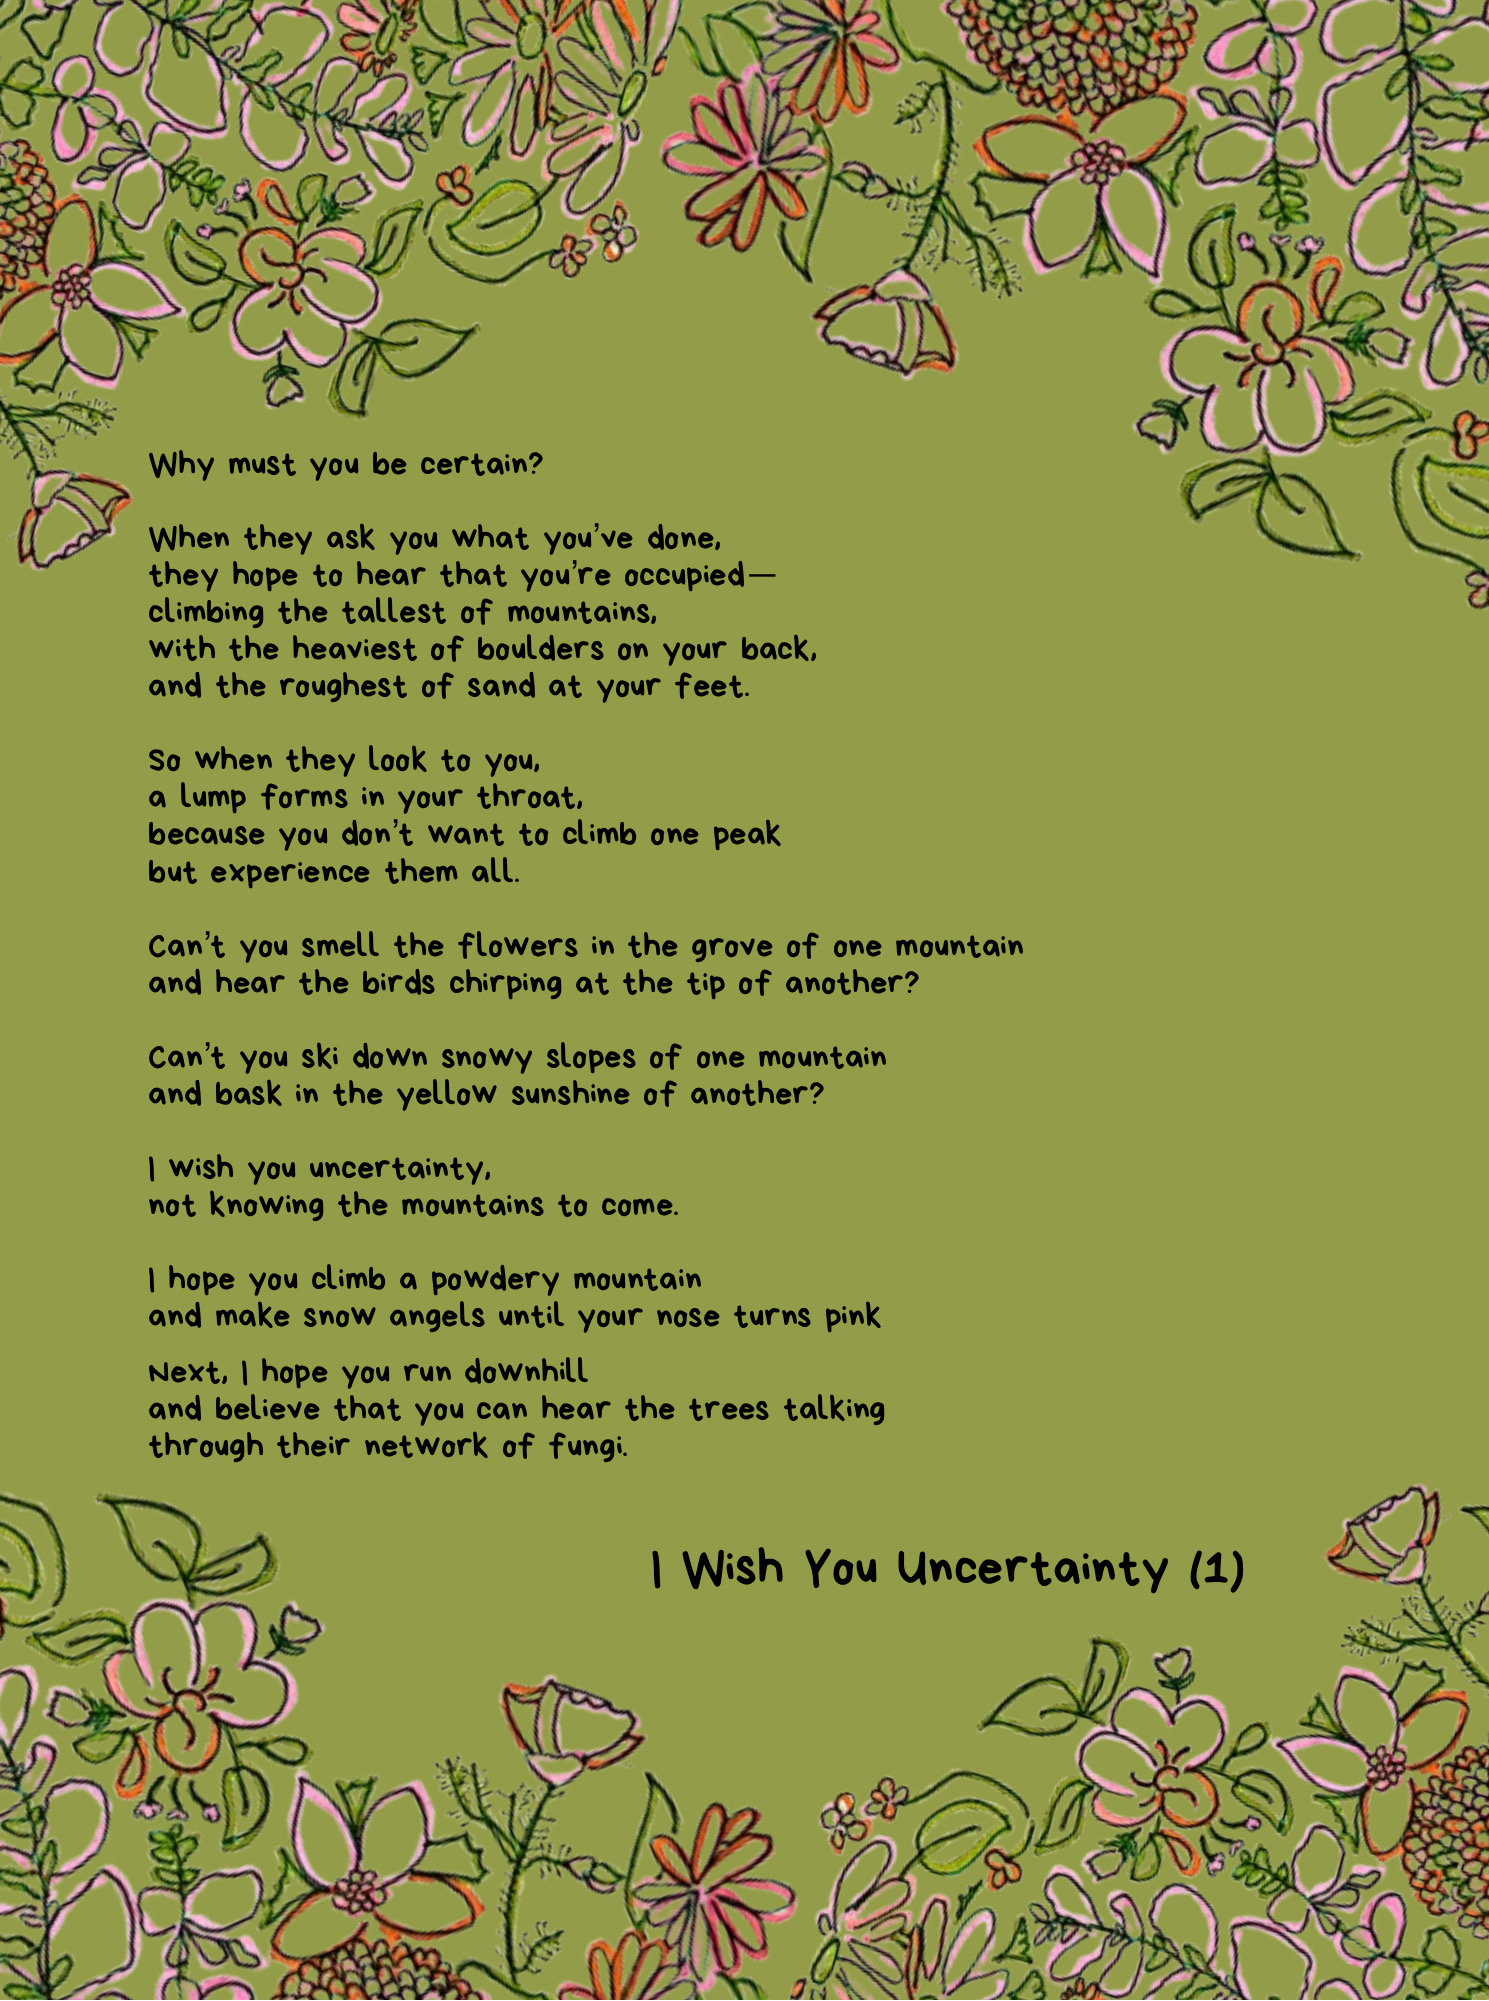 Why must you be certain?
When they ask you what you've done,
they hope to hear that you're occupied—
climbing the tallest of mountains,
with the heaviest of boulders on your back,
and the roughest of sand at your feet.
So when they look to you,
a lump forms in your throat,
because you don't want to climb one peak
but experience them all.
Can't you smell the flowers in the grove of one mountain
and hear the birds chirping at the tip of another?
Can't you ski down snowy slopes of one mountain
and bask in the yellow sunshine of another?
I wish you uncertainty,
not knowing the mountains to come.
I hope you climb a powdery mountain
and make snow angels until your nose turns pink
Next, I hope you run downhill
and believe that you can hear the trees talking
through their network of fungi.
I Wish You Uncertainty (1)